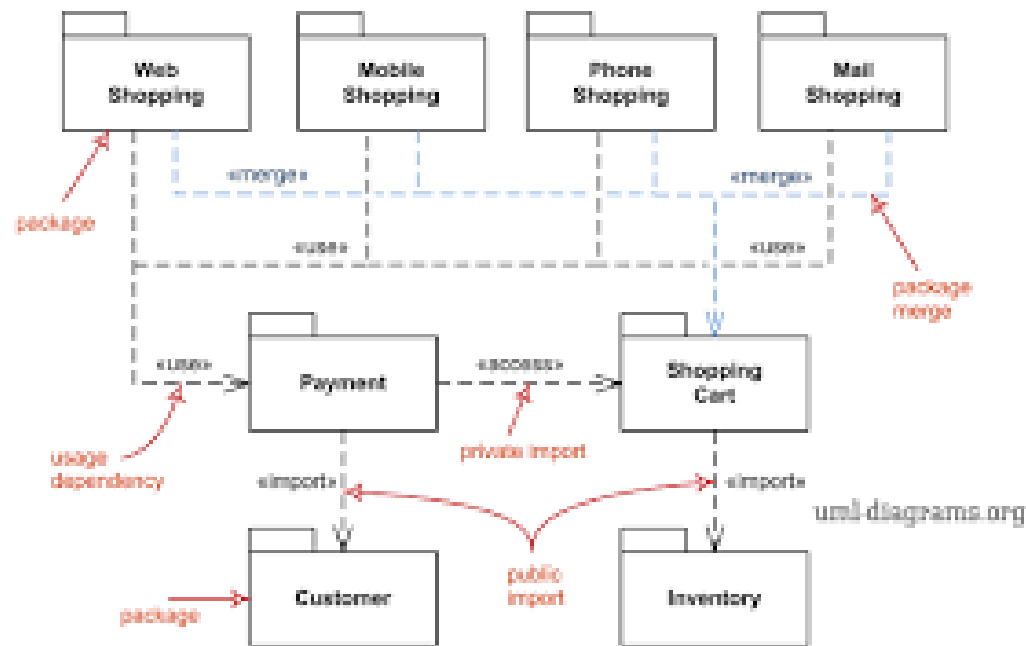 Web
Shopping
Mobile
Shopping
Phone
Shopping
Mail
Shopping
«merge»
«merge»
package
«use»
«use»
package
merge
«use»
Payment
«access»
Shopping
Cart
usage
dependency
private import
«import»
«import»
uml-diagrams.org
public
import
Customer
Inventory
package